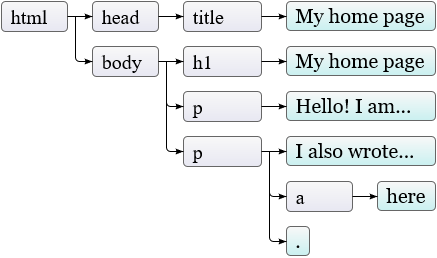 html head title My home page
body h1 My home page
p Hello! I am...
p I also wrote...
a here
.